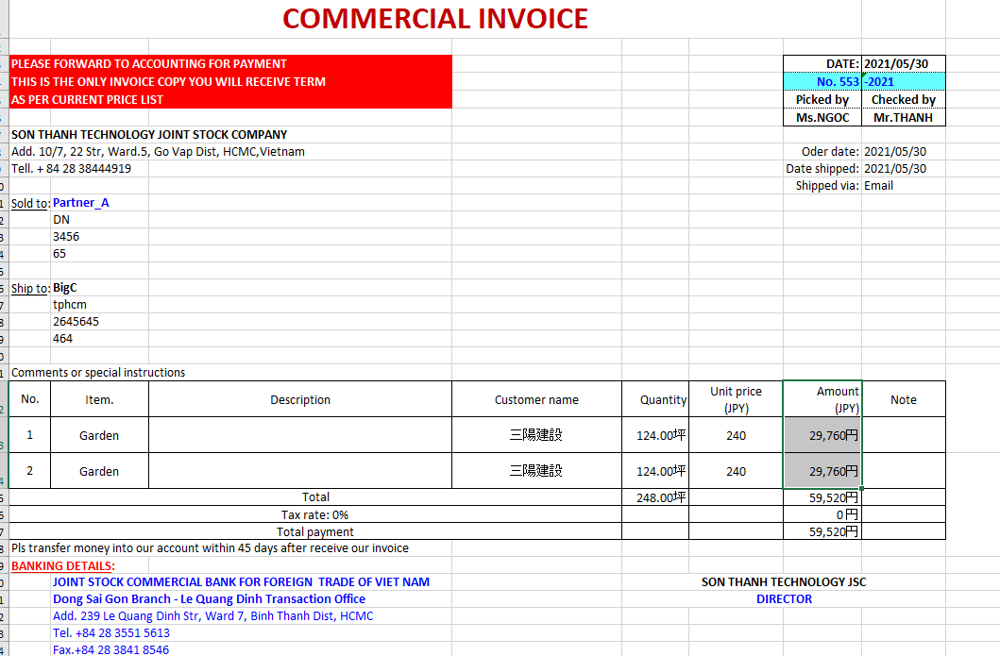 COMMERCIAL INVOICE
PLEASE FORWARD TO ACCOUNTING FOR PAYMENT
DATE: 2021/05/30
THIS IS THE ONLY INVOICE COPY YOU WILL RECEIVE TERM
No. 553 -2021
AS PER CURRENT PRICE LIST
Picked by Checked by
Ms.NGOC Mr.THANH
SON THANH TECHNOLOGY JOINT STOCK COMPANY
Add. 10/7, 22 Str, Ward.5, Go Vap Dist, HCMC,Vietnam
Oder date: 2021/05/30
Tell. + 84 28 38444919
Date shipped: 2021/05/30
Shipped via: Email
Sold to: Partner_A
DN
3456
65
Ship to: BigC
tphcm
2645645
464
Comments or special instructions
No. Item. Description Customer name Quantity Unit price (JPY) Amount (JPY) Note
1 Garden 三陽建設 124.00坪 240 29,760円
2 Garden 三陽建設 124.00坪 240 29,760円
Total 248.00坪 59,520円
Tax rate: 0% 0円
Total payment 59,520円
Pls transfer money into our account within 45 days after receive our invoice
BANKING DETAILS:
JOINT STOCK COMMERCIAL BANK FOR FOREIGN TRADE OF VIET NAM
SON THANH TECHNOLOGY JSC
Dong Sai Gon Branch - Le Quang Dinh Transaction Office
DIRECTOR
Add. 239 Le Quang Dinh Str, Ward 7, Binh Thanh Dist, HCMC
Tel. +84 28 3551 5613
Fax.+84 28 3841 8546